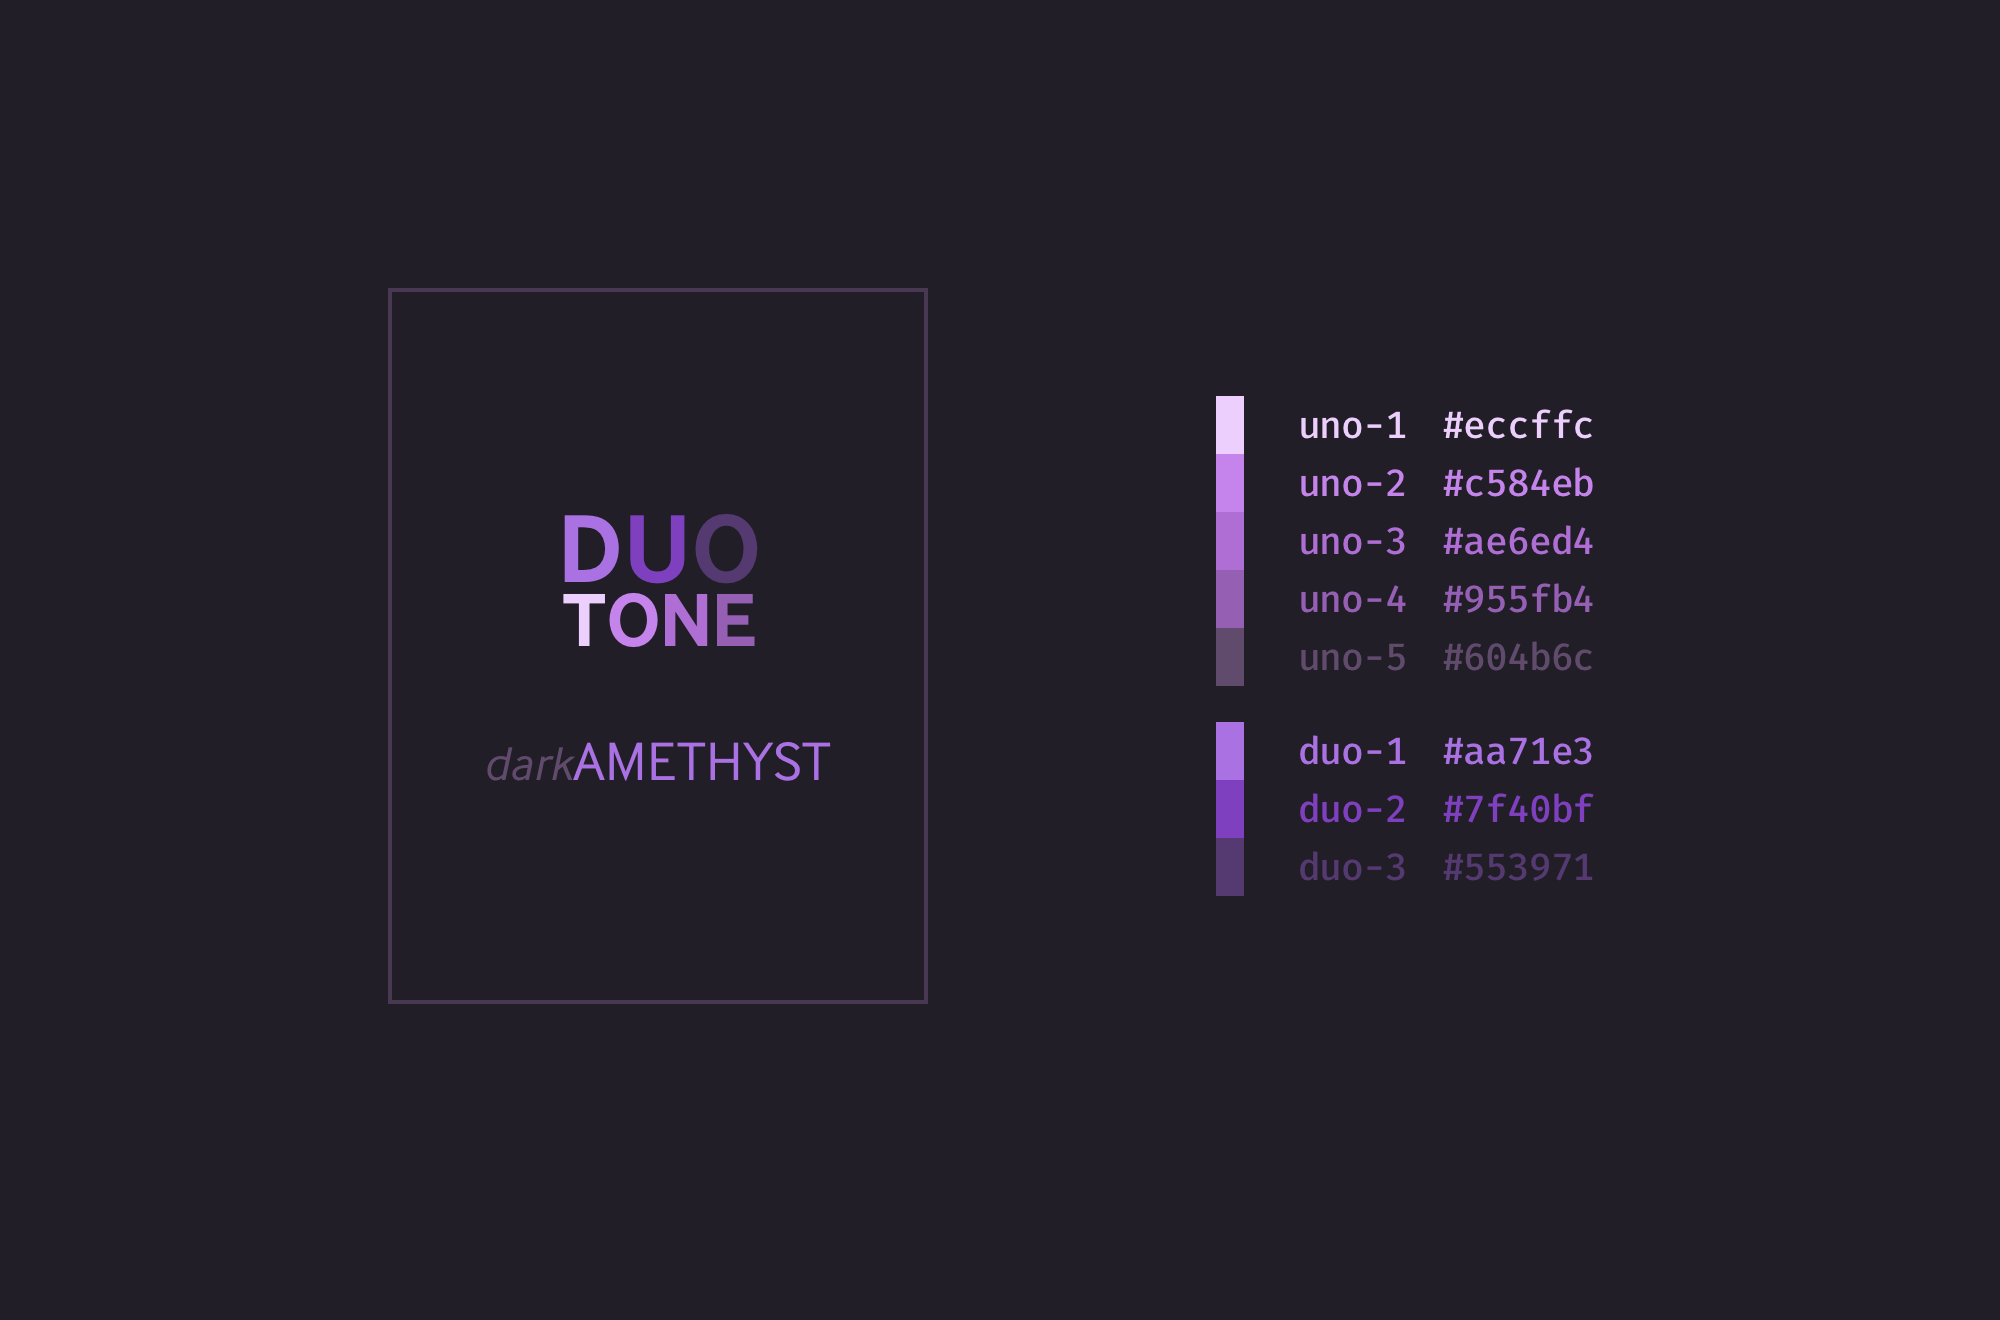 DUO
TONE
darkAMETHYST
uno-1 #eccffc
uno-2 #c584eb
uno-3 #ae6ed4
uno-4 #955fb4
uno-5 #604b6c
duo-1 #aa71e3
duo-2 #7f40bf
duo-3 #553971